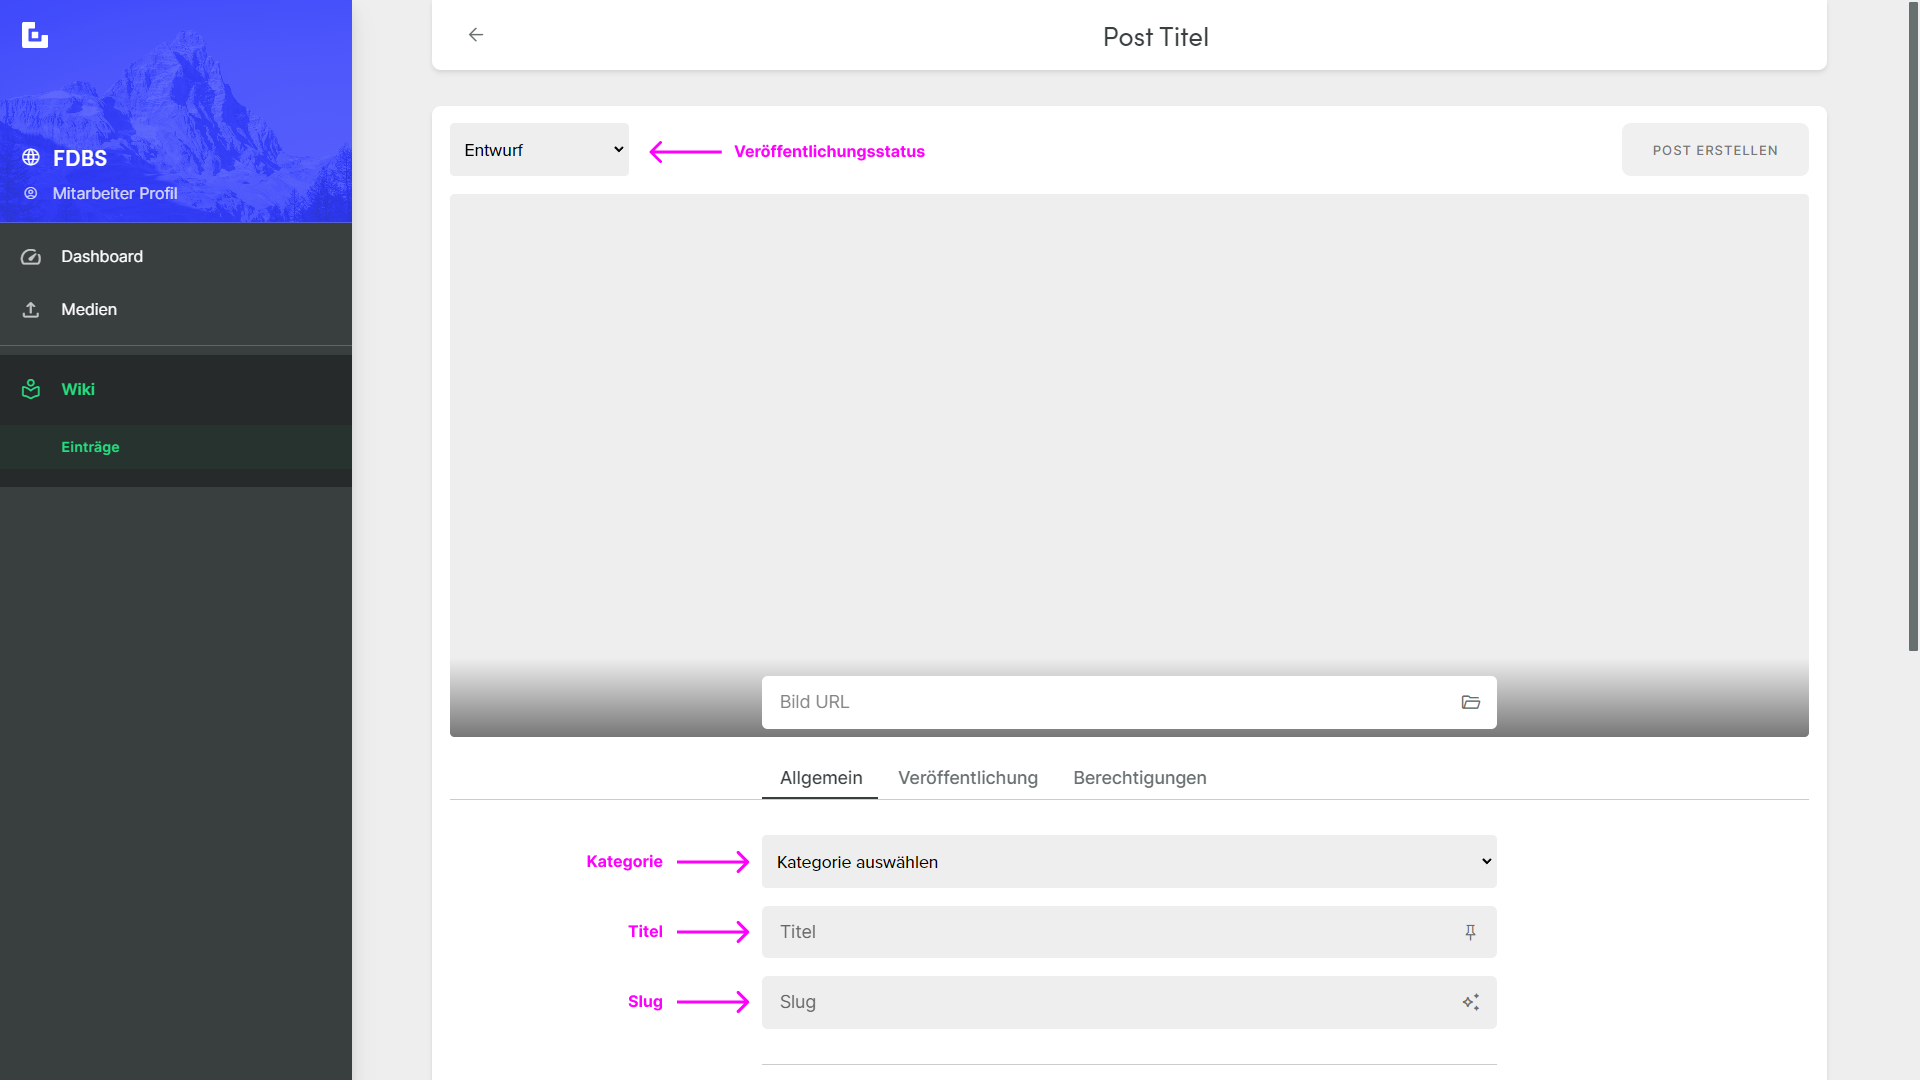 Post Titel
FDBS
Mitarbeiter Profil
Dashboard
Medien
Wiki
Einträge
Entwurf
Veröffentlichungsstatus
POST ERSTELLEN
Bild URL
Allgemein
Veröffentlichung
Berechtigungen
Kategorie
Kategorie auswählen
Titel
Titel
Slug
Slug